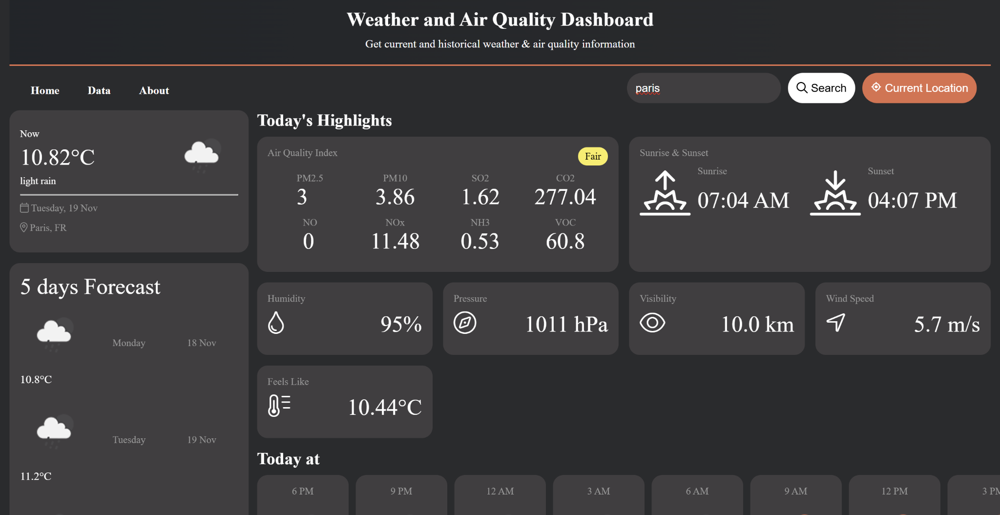 Weather and Air Quality Dashboard
Get current and historical weather & air quality information
Home Data About
paris
Search
Current Location
Now
10.82°C
light rain
Tuesday, 19 Nov
Paris, FR
5 days Forecast
Monday 18 Nov
10.8°C
Tuesday 19 Nov
11.2°C
Today's Highlights
Air Quality Index
Fair
PM2.5 PM10 SO2 CO2
3 3.86 1.62 277.04
NO NOx NH3 VOC
0 11.48 0.53 60.8
Sunrise & Sunset
Sunrise
07:04 AM
Sunset
04:07 PM
Humidity
95%
Pressure
1011 hPa
Visibility
10.0 km
Wind Speed
5.7 m/s
Feels Like
10.44°C
Today at
6 PM 9 PM 12 AM 3 AM 6 AM 9 AM 12 PM 3 PM